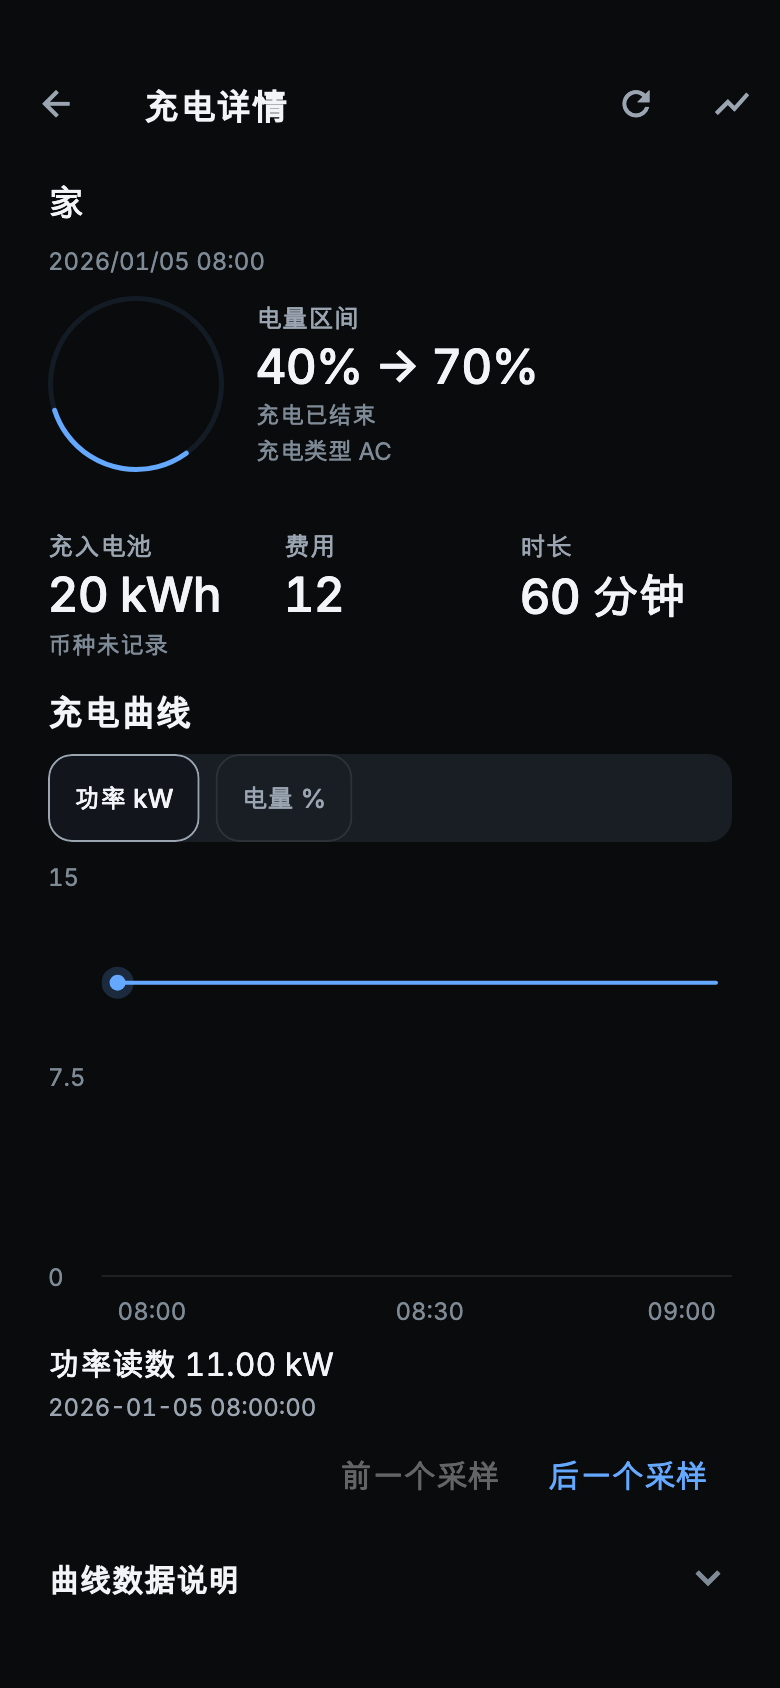 充电详情
家
2026/01/05 08:00
电量区间
40% → 70%
充电已结束
充电类型 AC
充入电池 费用 时长
20 kWh 12 60 分钟
币种未记录
充电曲线
功率 kW 电量 %
15
7.5
0
08:00 08:30 09:00
功率读数 11.00 kW
2026-01-05 08:00:00
前一个采样 后一个采样
曲线数据说明